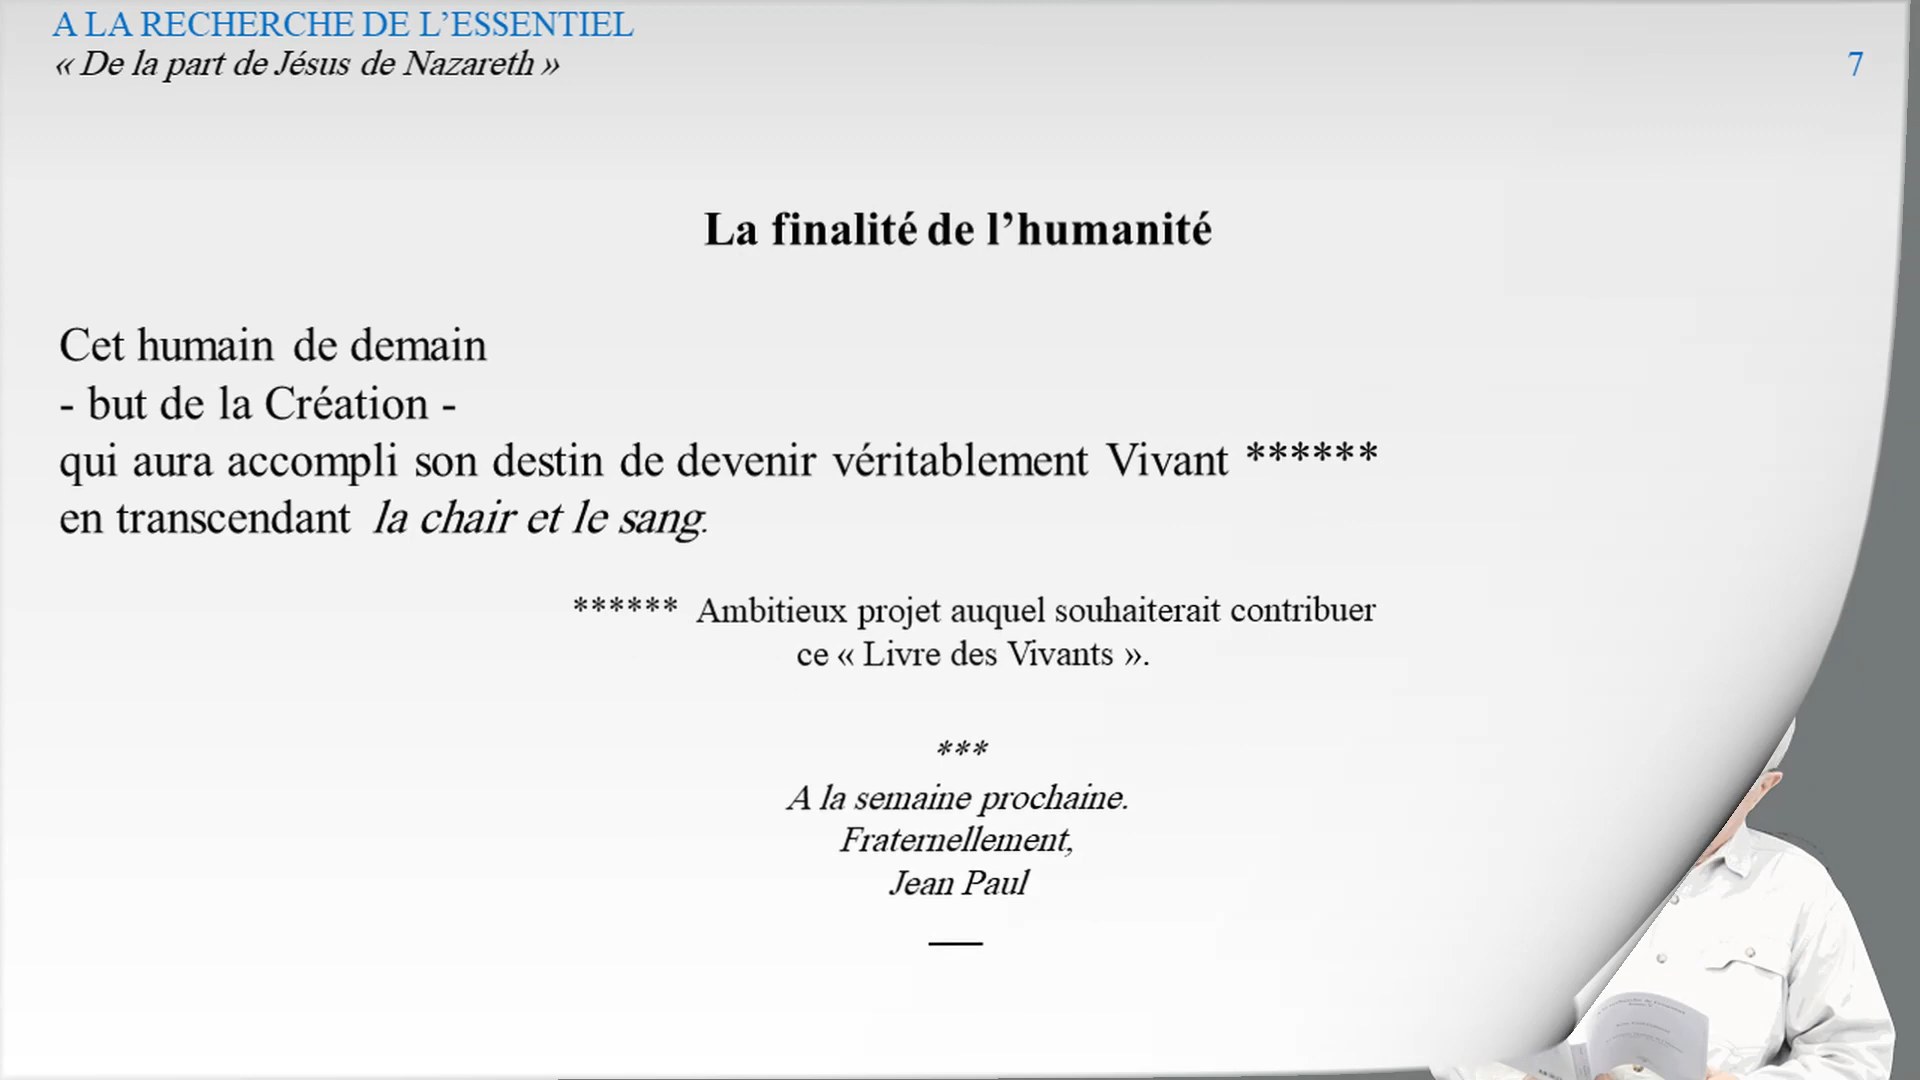 A LA RECHERCHE DE L’ESSENTIEL
« De la part de Jésus de Nazareth »
7
La finalité de l’humanité
Cet humain de demain
- but de la Création -
qui aura accompli son destin de devenir véritablement Vivant ******
en transcendant la chair et le sang.
****** Ambitieux projet auquel souhaiterait contribuer
ce « Livre des Vivants ».
***
A la semaine prochaine.
Fraternellement,
Jean Paul